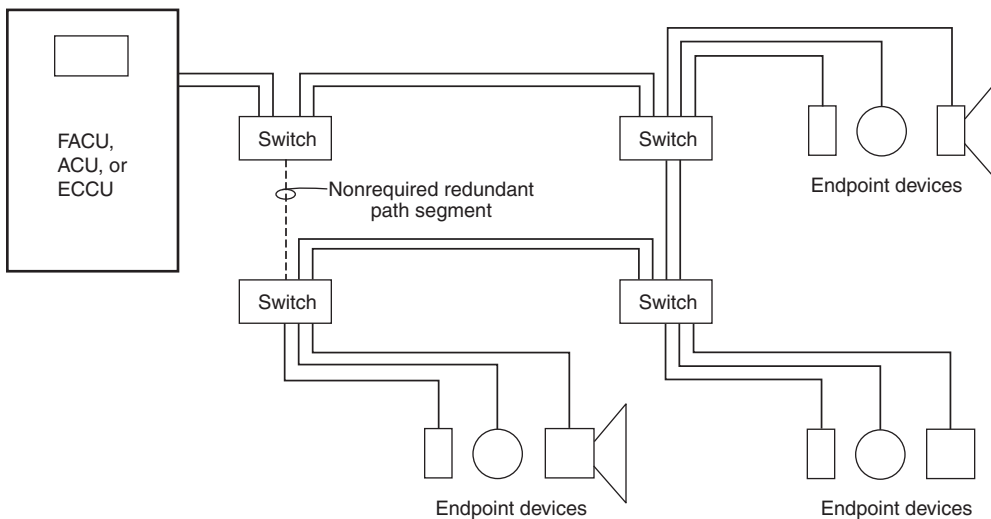 FACU,
ACU, or
ECCU
Switch
Switch
Endpoint devices
Nonrequired redundant
path segment
Switch
Switch
Endpoint devices
Endpoint devices